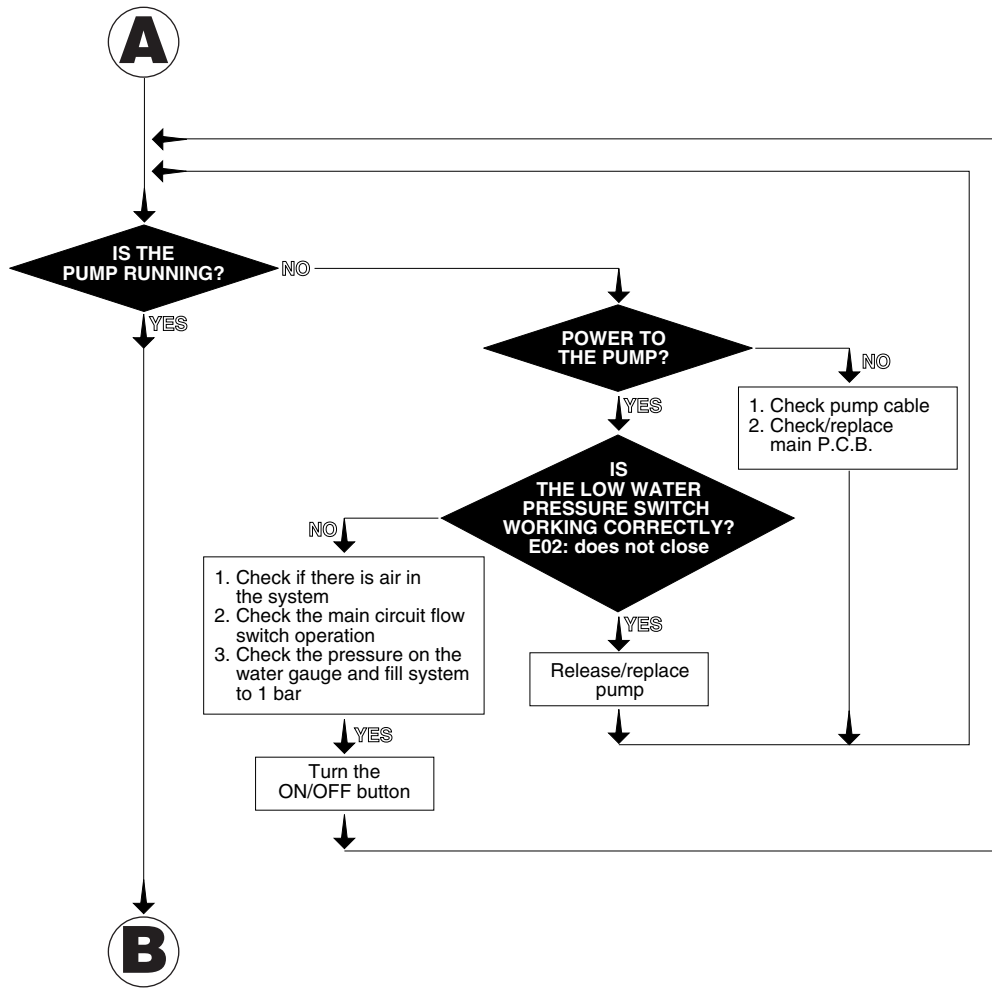 A
IS THE
PUMP RUNNING?
NO
YES
POWER TO
THE PUMP?
NO
1. Check pump cable
2. Check/replace
main P.C.B.
YES
IS
THE LOW WATER
PRESSURE SWITCH
WORKING CORRECTLY?
E02: does not close
NO
1. Check if there is air in
the system
2. Check the main circuit flow
switch operation
3. Check the pressure on the
water gauge and fill system
to 1 bar
YES
Release/replace
pump
YES
Turn the
ON/OFF button
B